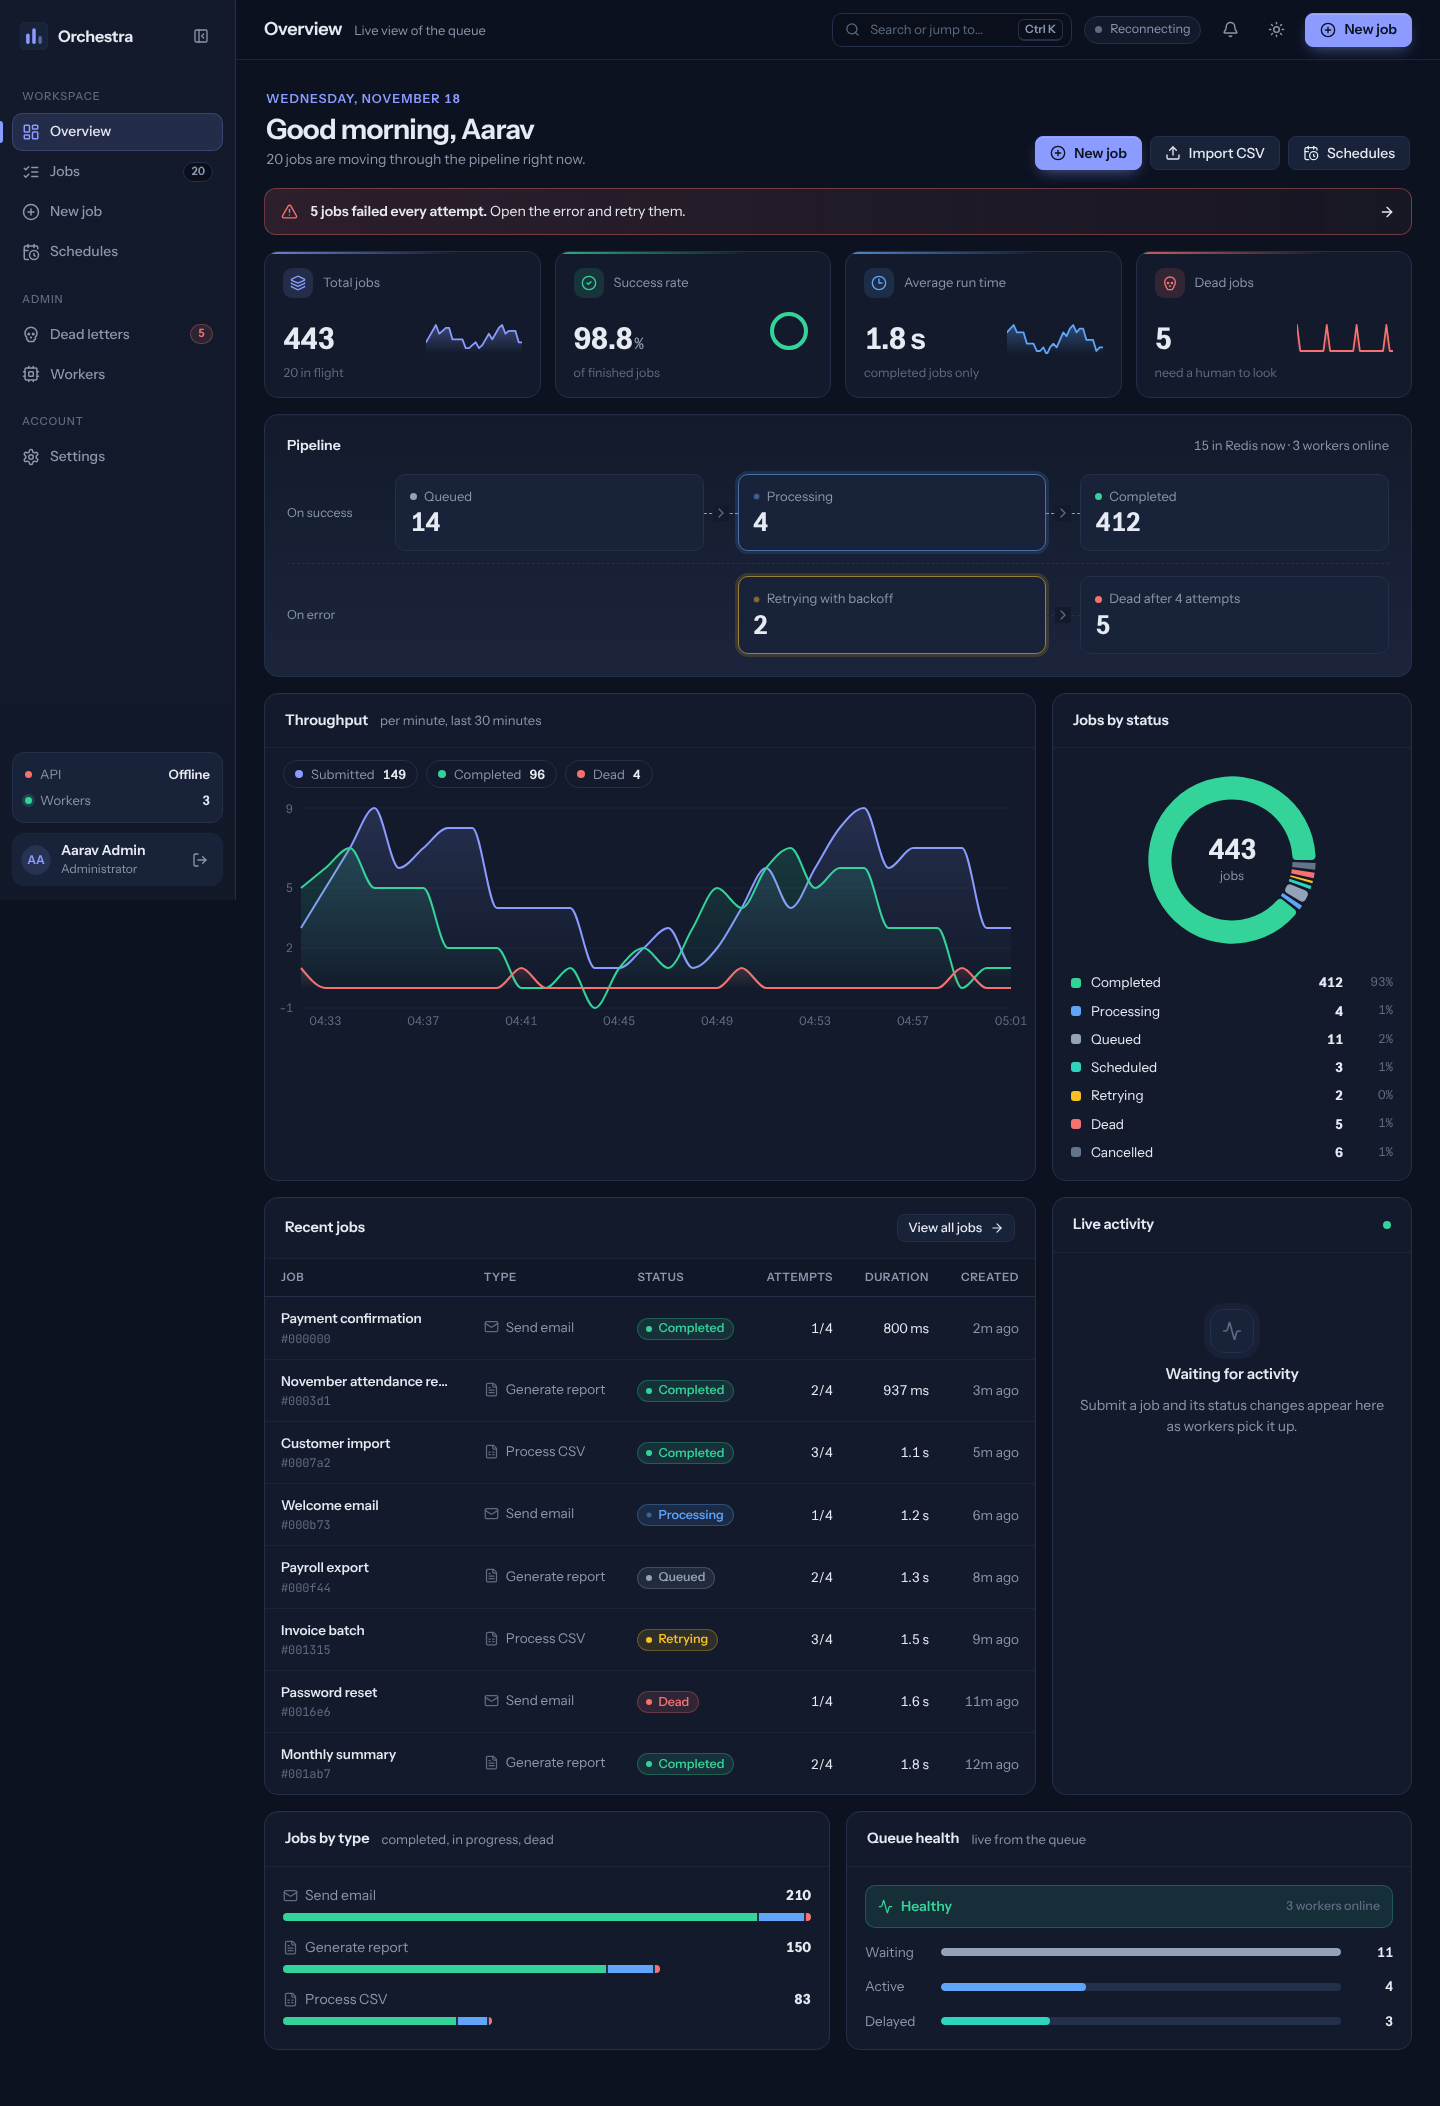 Orchestra
WORKSPACE
Overview
Jobs 20
New job
Schedules
ADMIN
Dead letters 5
Workers
ACCOUNT
Settings
API Offline
Workers 3
AA Aarav Admin
Administrator
Overview Live view of the queue
Search or jump to... Ctrl K
Reconnecting
New job
WEDNESDAY, NOVEMBER 18
Good morning, Aarav
20 jobs are moving through the pipeline right now.
New job Import CSV Schedules
5 jobs failed every attempt. Open the error and retry them.
Total jobs
443
20 in flight
Success rate
98.8%
of finished jobs
Average run time
1.8 s
completed jobs only
Dead jobs
5
need a human to look
Pipeline 15 in Redis now · 3 workers online
On success
Queued
14
Processing
4
Completed
412
On error
Retrying with backoff
2
Dead after 4 attempts
5
Throughput per minute, last 30 minutes
Submitted 149 Completed 96 Dead 4
9
5
2
-1
04:33 04:37 04:41 04:45 04:49 04:53 04:57 05:01
Jobs by status
443
jobs
Completed 412 93%
Processing 4 1%
Queued 11 2%
Scheduled 3 1%
Retrying 2 0%
Dead 5 1%
Cancelled 6 1%
Recent jobs View all jobs
JOB TYPE STATUS ATTEMPTS DURATION CREATED
Payment confirmation Send email Completed 1/4 800 ms 2m ago
#000000
November attendance re... Generate report Completed 2/4 937 ms 3m ago
#0003d1
Customer import Process CSV Completed 3/4 1.1 s 5m ago
#0007a2
Welcome email Send email Processing 1/4 1.2 s 6m ago
#000b73
Payroll export Generate report Queued 2/4 1.3 s 8m ago
#000f44
Invoice batch Process CSV Retrying 3/4 1.5 s 9m ago
#001315
Password reset Send email Dead 1/4 1.6 s 11m ago
#0016e6
Monthly summary Generate report Completed 2/4 1.8 s 12m ago
#001ab7
Live activity
Waiting for activity
Submit a job and its status changes appear here
as workers pick it up.
Jobs by type completed, in progress, dead
Send email 210
Generate report 150
Process CSV 83
Queue health live from the queue
Healthy 3 workers online
Waiting 11
Active 4
Delayed 3